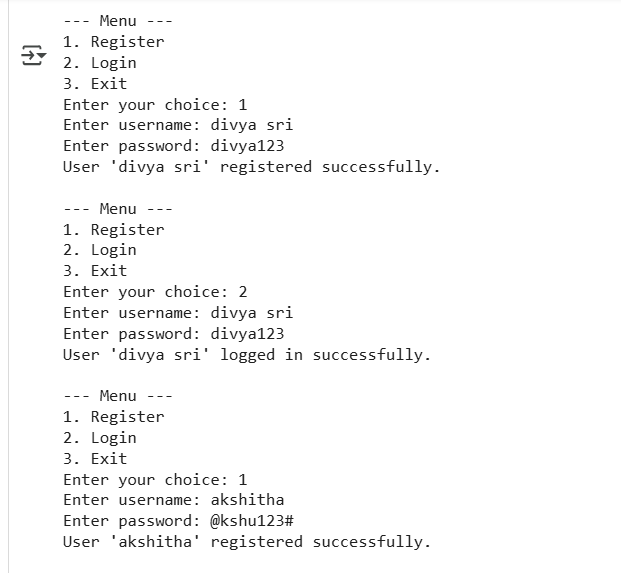 --- Menu ---
1. Register
2. Login
3. Exit
Enter your choice: 1
Enter username: divya sri
Enter password: divya123
User 'divya sri' registered successfully.
--- Menu ---
1. Register
2. Login
3. Exit
Enter your choice: 2
Enter username: divya sri
Enter password: divya123
User 'divya sri' logged in successfully.
--- Menu ---
1. Register
2. Login
3. Exit
Enter your choice: 1
Enter username: akshitha
Enter password: @kshu123#
User 'akshitha' registered successfully.